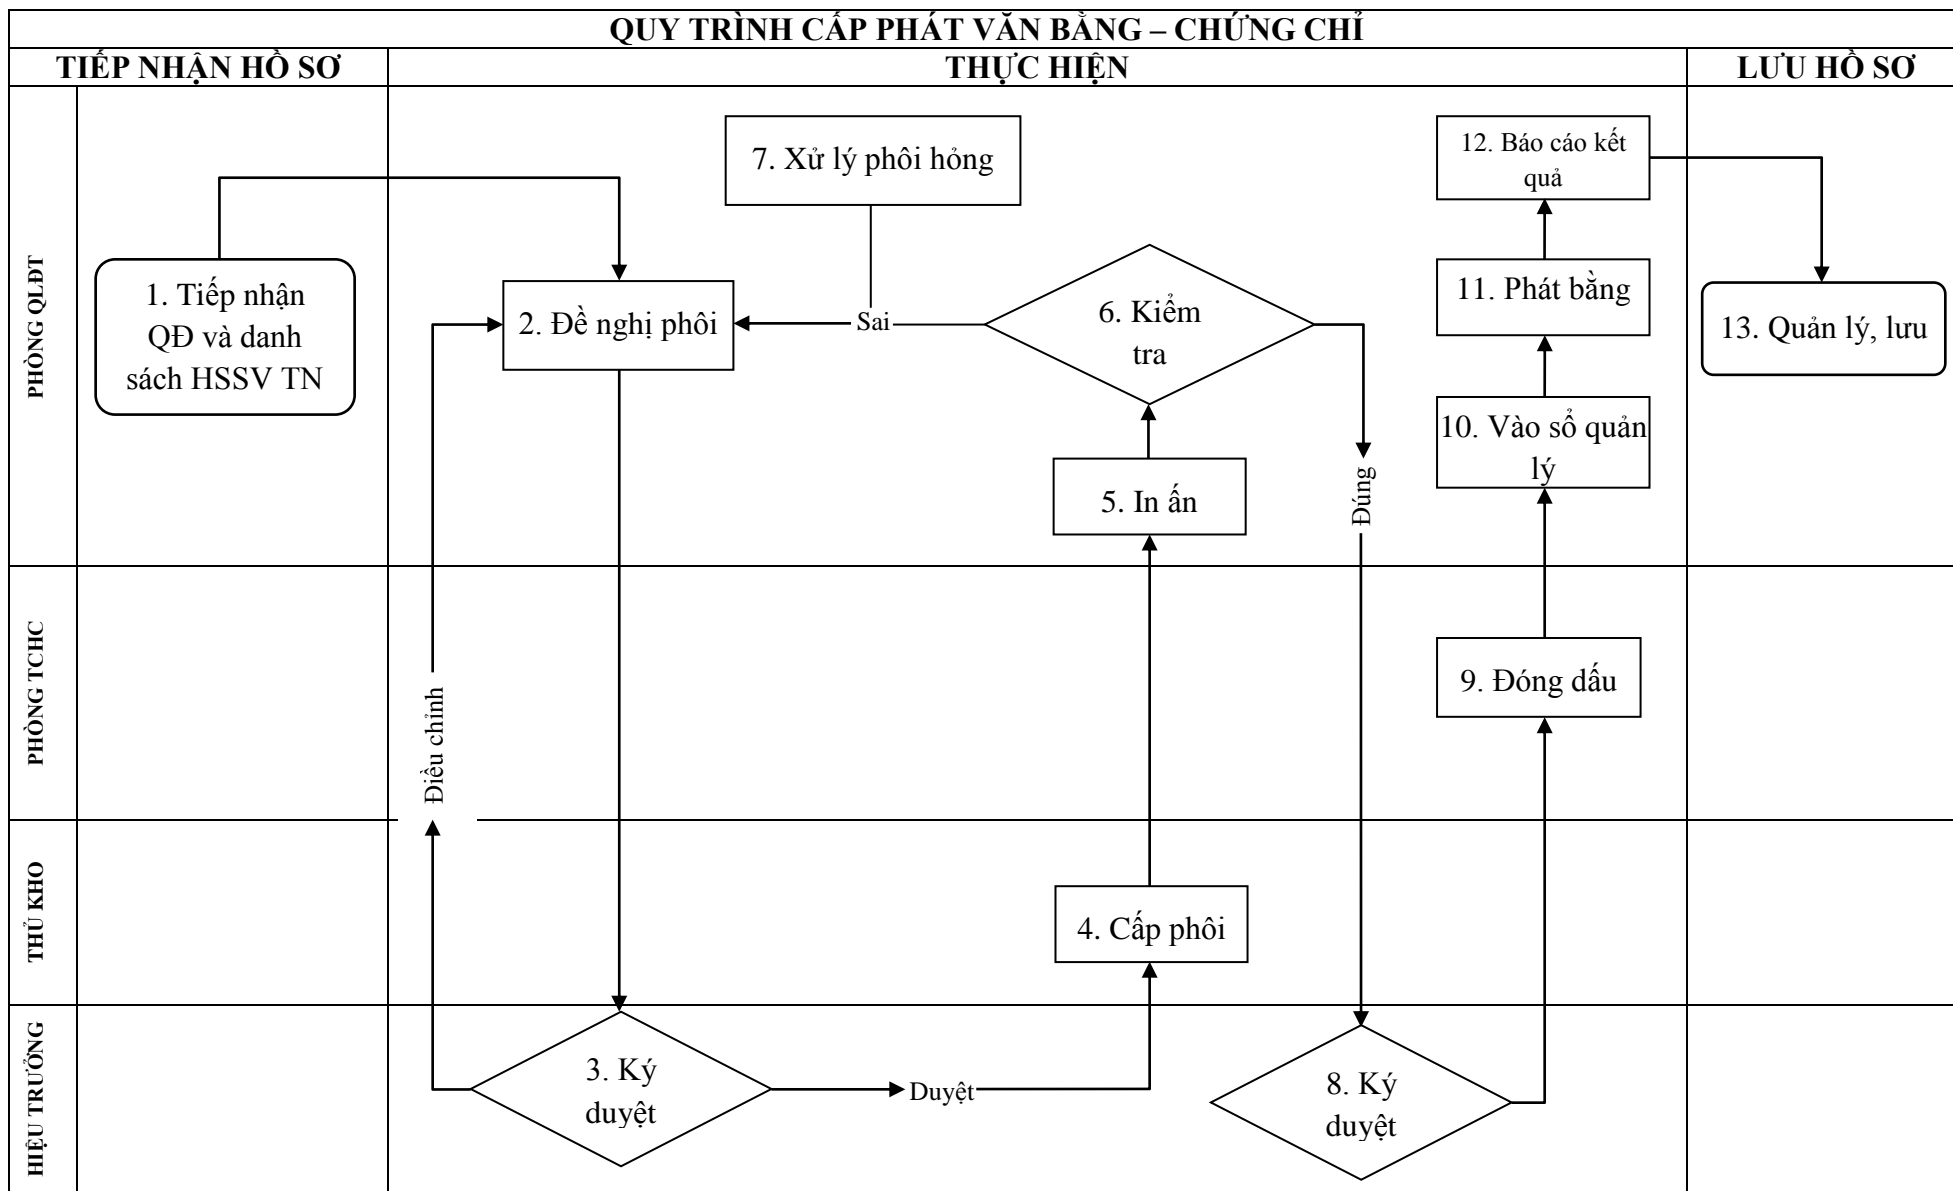 QUY TRÌNH CẤP PHÁT VĂN BẰNG – CHỨNG CHỈ
TIẾP NHẬN HỒ SƠ
THỰC HIỆN
LƯU HỒ SƠ
PHÒNG QLĐT
1. Tiếp nhận
QĐ và danh
sách HSSV TN
2. Đề nghị phôi
7. Xử lý phôi hỏng
Sai
6. Kiểm
tra
5. In ấn
Đúng
12. Báo cáo kết
quả
11. Phát bằng
10. Vào sổ quản
lý
13. Quản lý, lưu
PHÒNG TCHC
Điều chỉnh
9. Đóng dấu
THỦ KHO
4. Cấp phôi
HIỆU TRƯỞNG
3. Ký
duyệt
Duyệt
8. Ký
duyệt